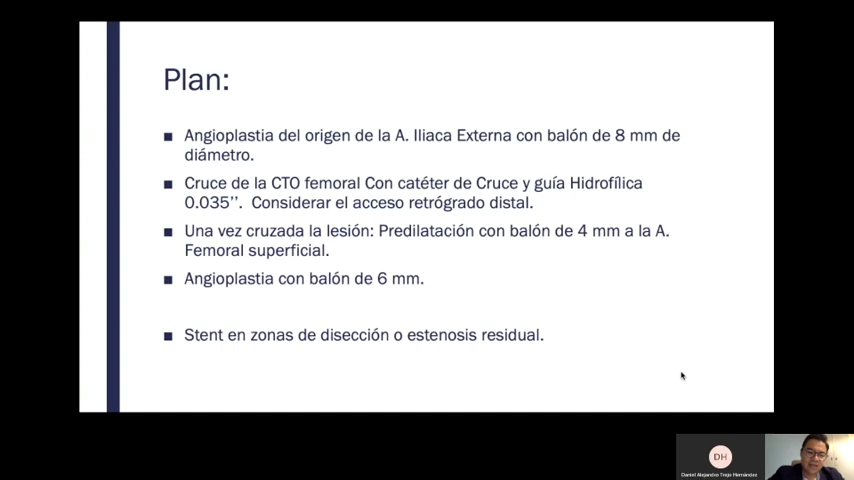 Plan:
Angioplastia del origen de la A. Iliaca Externa con balón de 8 mm de
diámetro.
Cruce de la CTO femoral Con catéter de Cruce y guía Hidrofílica
0.035’’. Considerar el acceso retrógrado distal.
Una vez cruzada la lesión: Predilatación con balón de 4 mm a la A.
Femoral superficial.
Angioplastia con balón de 6 mm.
Stent en zonas de disección o estenosis residual.
DH
Daniel Alejandro Trejo Hernández